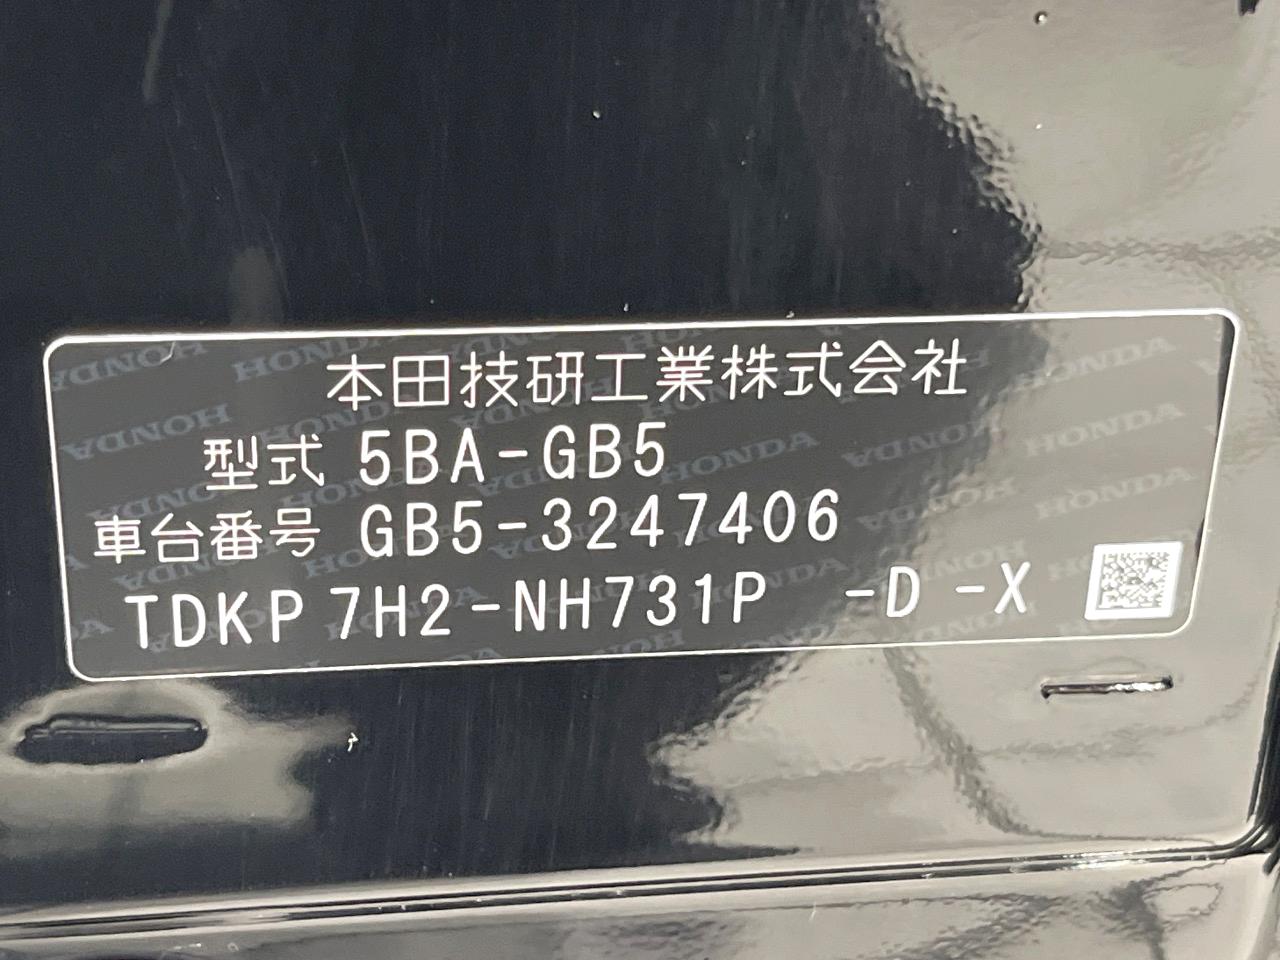 本田技研工業株式会社
型式 5BA-GB5
車台番号 GB5-3247406
TDKP 7H2-NH731P -D -X